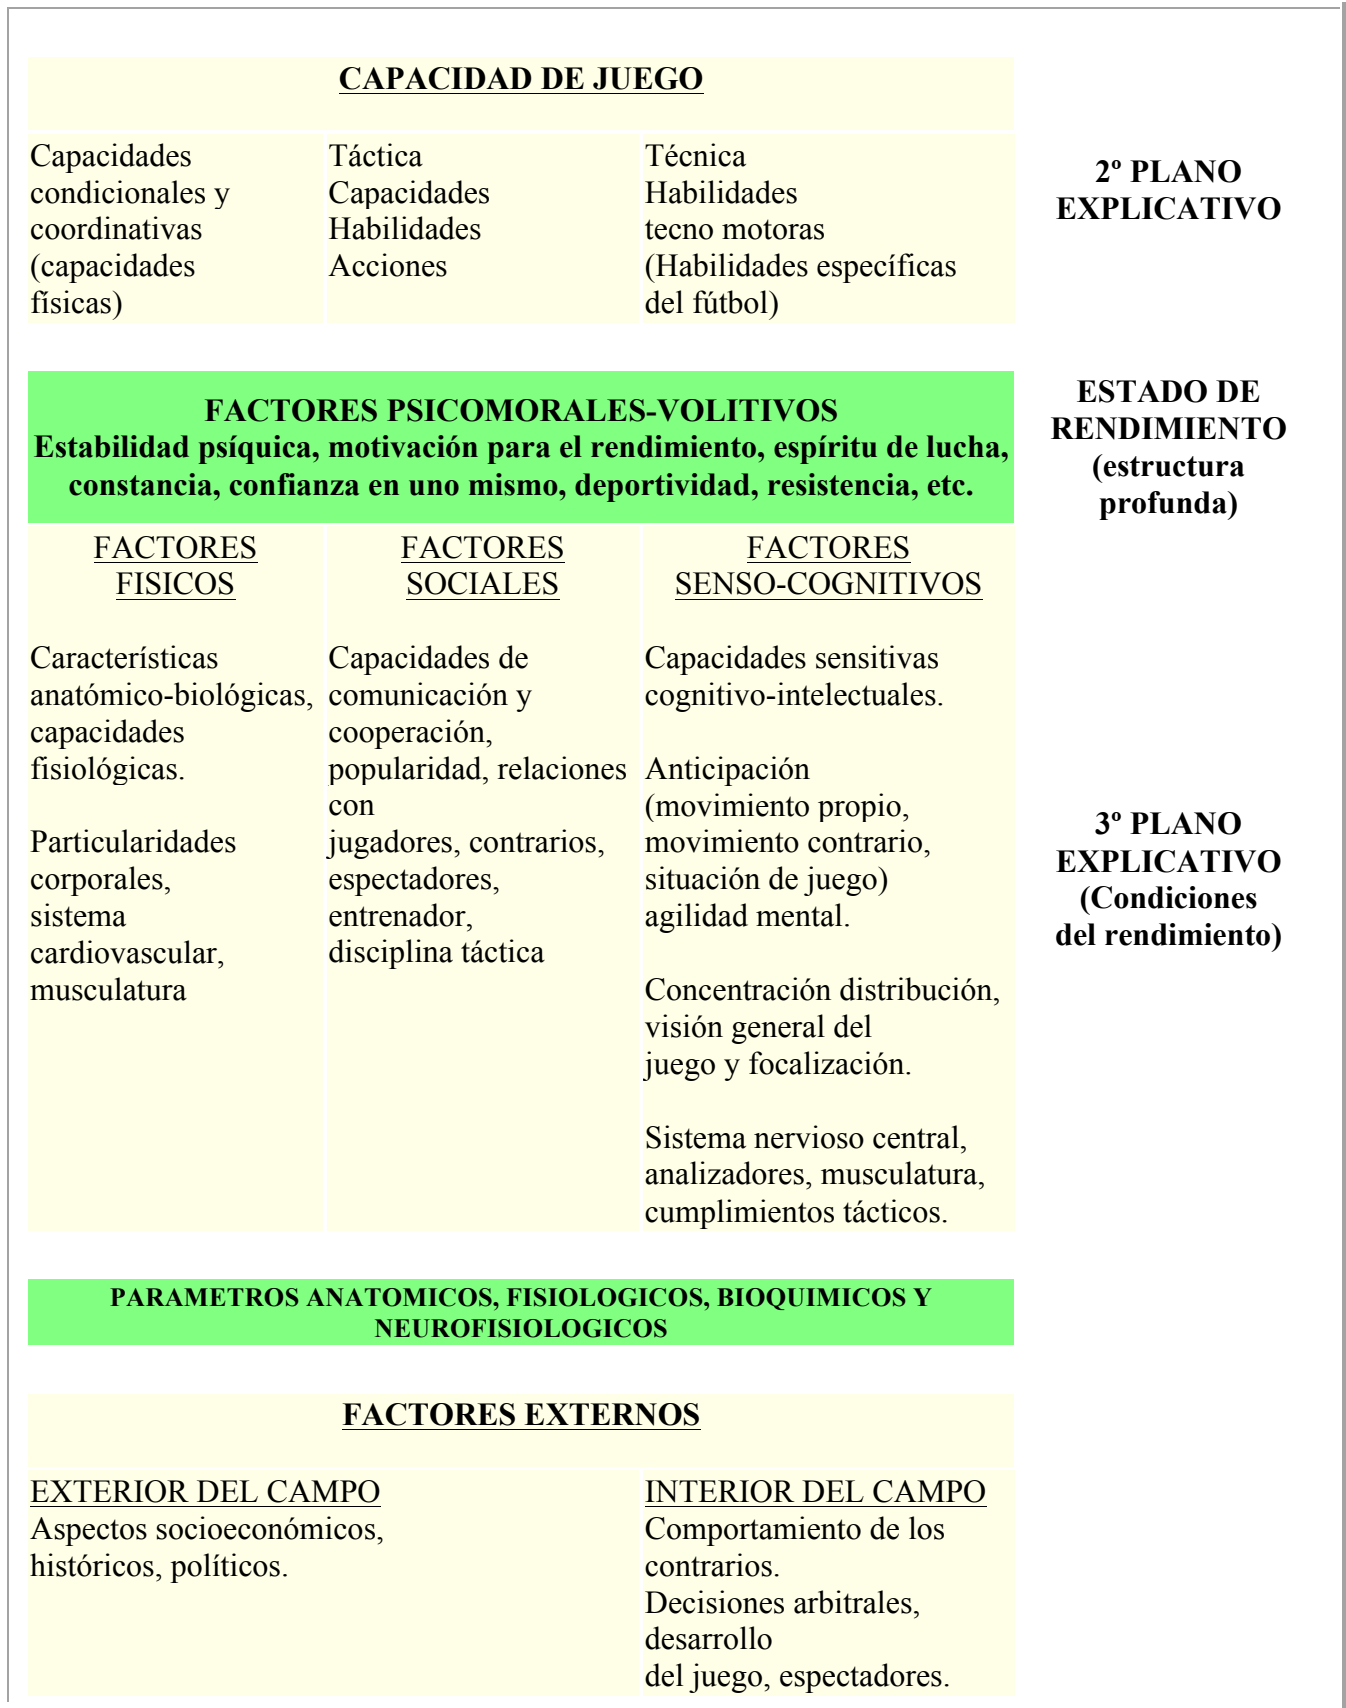 CAPACIDAD DE JUEGO
Capacidades
condicionales y
coordinativas
(capacidades
físicas)
Táctica
Capacidades
Habilidades
Acciones
Técnica
Habilidades
tecno motoras
(Habilidades específicas
del fútbol)
2º PLANO
EXPLICATIVO
FACTORES PSICOMORALES-VOLITIVOS
Estabilidad psíquica, motivación para el rendimiento, espíritu de lucha,
constancia, confianza en uno mismo, deportividad, resistencia, etc.
ESTADO DE
RENDIMIENTO
(estructura
profunda)
FACTORES
FISICOS
Características
anatómico-biológicas,
capacidades
fisiológicas.
Particularidades
corporales,
sistema
cardiovascular,
musculatura
FACTORES
SOCIALES
Capacidades de
comunicación y
cooperación,
popularidad, relaciones
con
jugadores, contrarios,
espectadores,
entrenador,
disciplina táctica
FACTORES
SENSO-COGNITIVOS
Capacidades sensitivas
cognitivo-intelectuales.
Anticipación
(movimiento propio,
movimiento contrario,
situación de juego)
agilidad mental.
Concentración distribución,
visión general del
juego y focalización.
Sistema nervioso central,
analizadores, musculatura,
cumplimientos tácticos.
3º PLANO
EXPLICATIVO
(Condiciones
del rendimiento)
PARAMETROS ANATOMICOS, FISIOLOGICOS, BIOQUIMICOS Y
NEUROFISIOLOGICOS
FACTORES EXTERNOS
EXTERIOR DEL CAMPO
Aspectos socioeconómicos,
históricos, políticos.
INTERIOR DEL CAMPO
Comportamiento de los
contrarios.
Decisiones arbitrales,
desarrollo
del juego, espectadores.